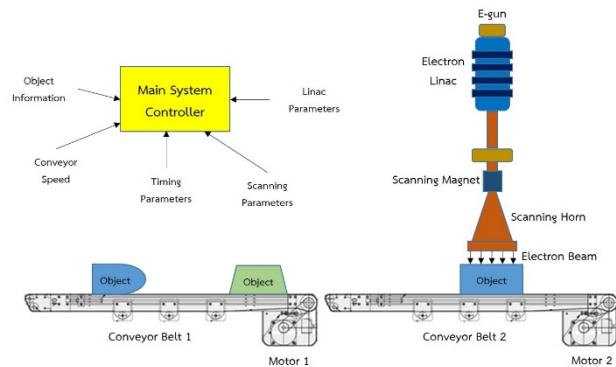 E-gun
Electron
Linac
Object
Information
Main System
Controller
Linac
Parameters
Conveyor
Speed
Timing
Parameters
Scanning
Parameters
Scanning Magnet
Scanning Horn
Electron Beam
Object
Object
Object
Conveyor Belt 1
Motor 1
Conveyor Belt 2
Motor 2